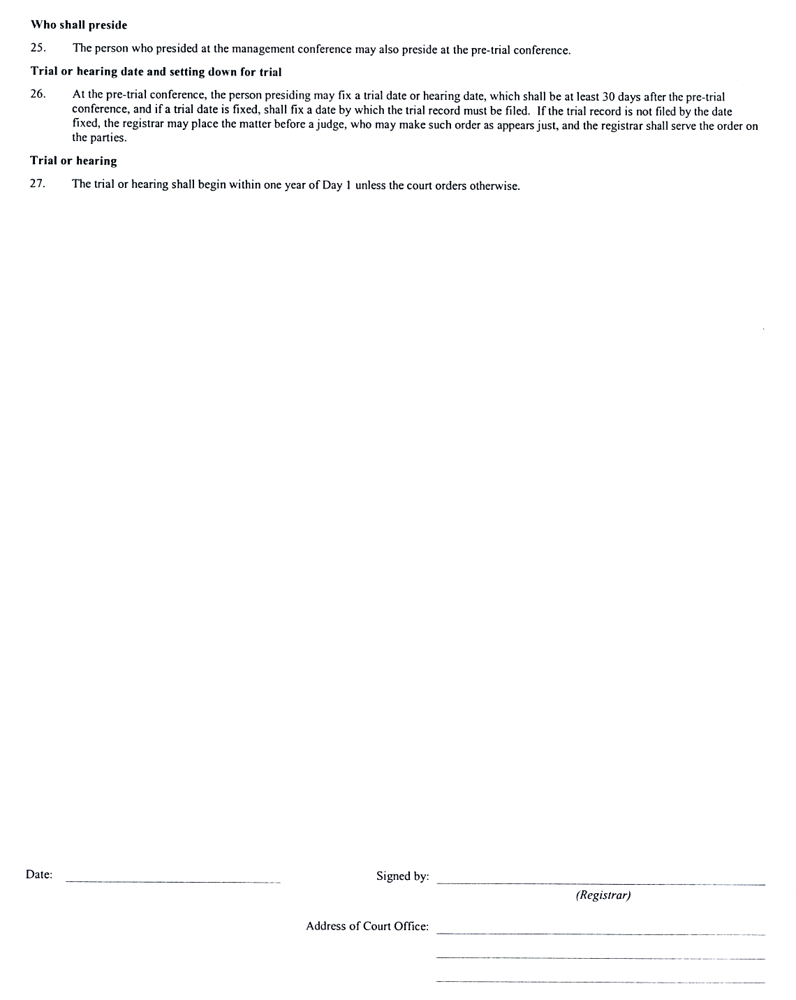 Who shall preside
25. The person who presided at the management conference may also preside at the pre-trial conference.
Trial or hearing date and setting down for trial
26. At the pre-trial conference, the person presiding may fix a trial date or hearing date, which shall be at least 30 days after the pre-trial
conference, and if a trial date is fixed, shall fix a date by which the trial record must be filed. If the trial record is not filed by the date
fixed, the registrar may place the matter before a judge, who may make such order as appears just, and the registrar shall serve the order on
the parties.
Trial or hearing
27. The trial or hearing shall begin within one year of Day 1 unless the court orders otherwise.
Date:
Signed by:
(Registrar)
Address of Court Office: